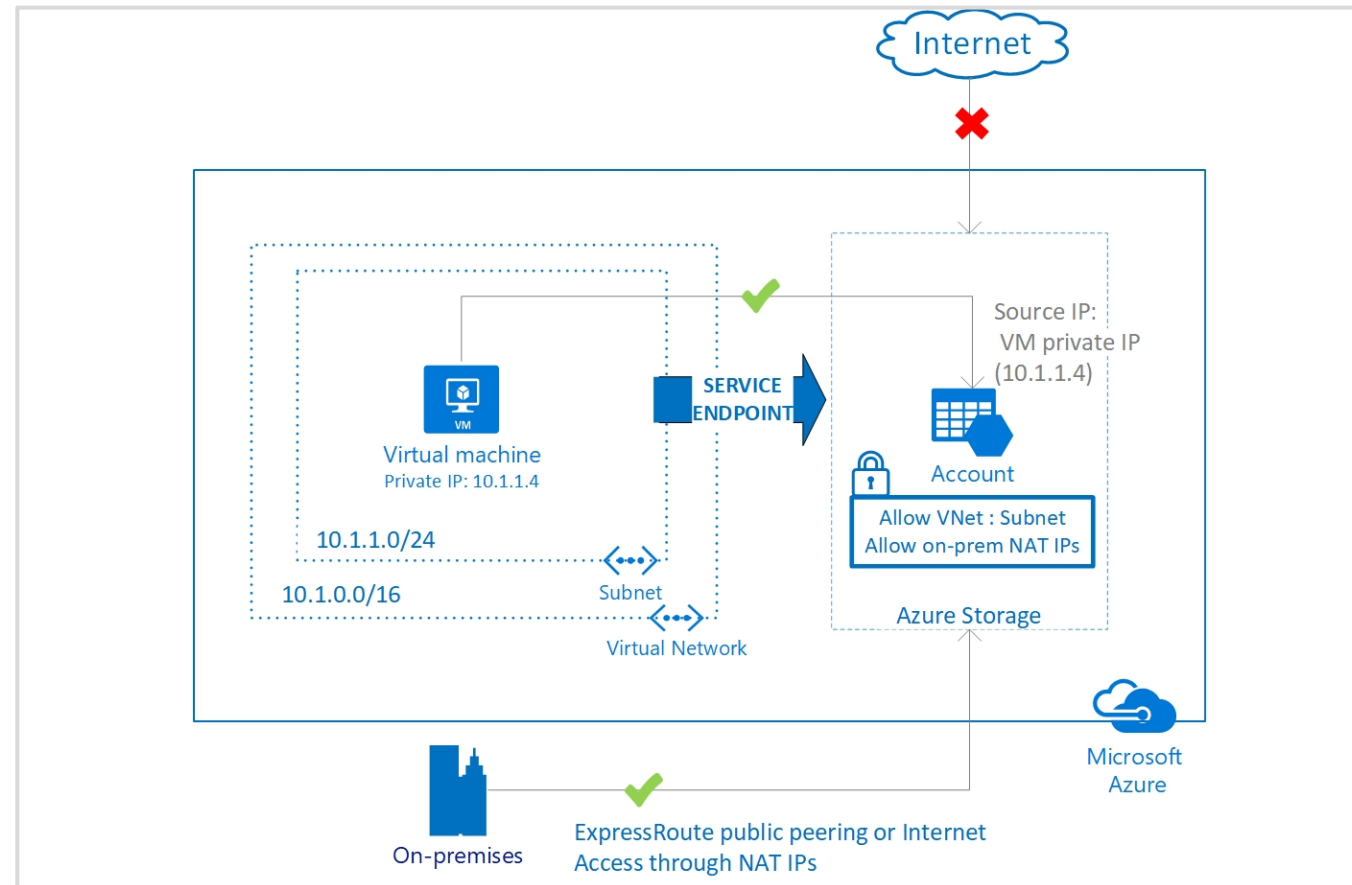 Internet
Source IP:
VM private IP
(10.1.1.4)
SERVICE
ENDPOINT
VM
Virtual machine
Private IP: 10.1.1.4
Account
Allow VNet : Subnet
Allow on-prem NAT IPs
10.1.1.0/24
10.1.0.0/16
Subnet
Azure Storage
Virtual Network
Microsoft
Azure
On-premises
ExpressRoute public peering or Internet
Access through NAT IPs